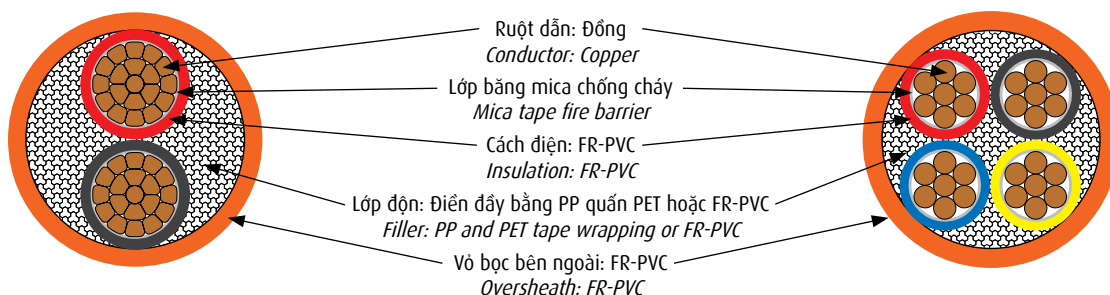 Ruột dẫn: Đồng
Conductor: Copper
Lớp băng mica chống cháy
Mica tape fire barrier
Cách điện: FR-PVC
Insulation: FR-PVC
Lớp độn: Điền đầy bằng PP quấn PET hoặc FR-PVC
Filler: PP and PET tape wrapping or FR-PVC
Vỏ bọc bên ngoài: FR-PVC
Oversheath: FR-PVC